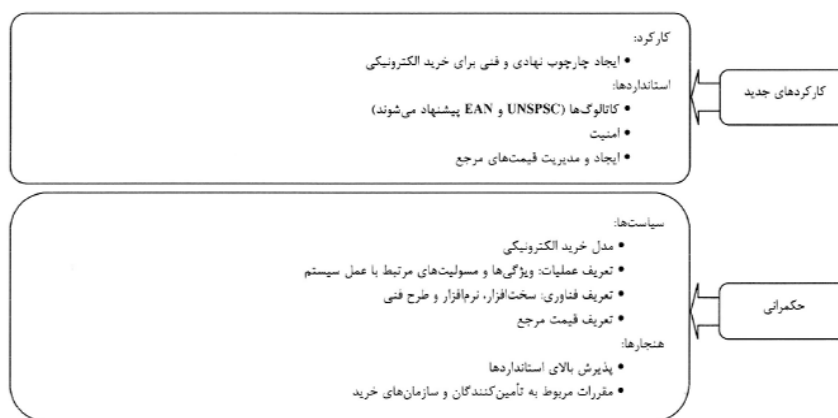 کارکردهای جدید
کارکرد:
• ایجاد چارچوب نهادی و فنی برای خرید الکترونیکی
استانداردها:
• کاتالوگ‌ها (UNSPSC و EAN پیشنهاد می‌شوند)
• امنیت
• ایجاد و مدیریت قیمت‌های مرجع
حکمرانی
سیاست‌ها:
• مدل خرید الکترونیکی
• تعریف عملیات: ویژگی‌ها و مسولیت‌های مرتبط با عمل سیستم
• تعریف فناوری: سخت‌افزار، نرم‌افزار و طرح فنی
• تعریف قیمت مرجع
هنجارها:
• پذیرش بالای استانداردها
• مقررات مربوط به تأمین‌کنندگان و سازمان‌های خرید